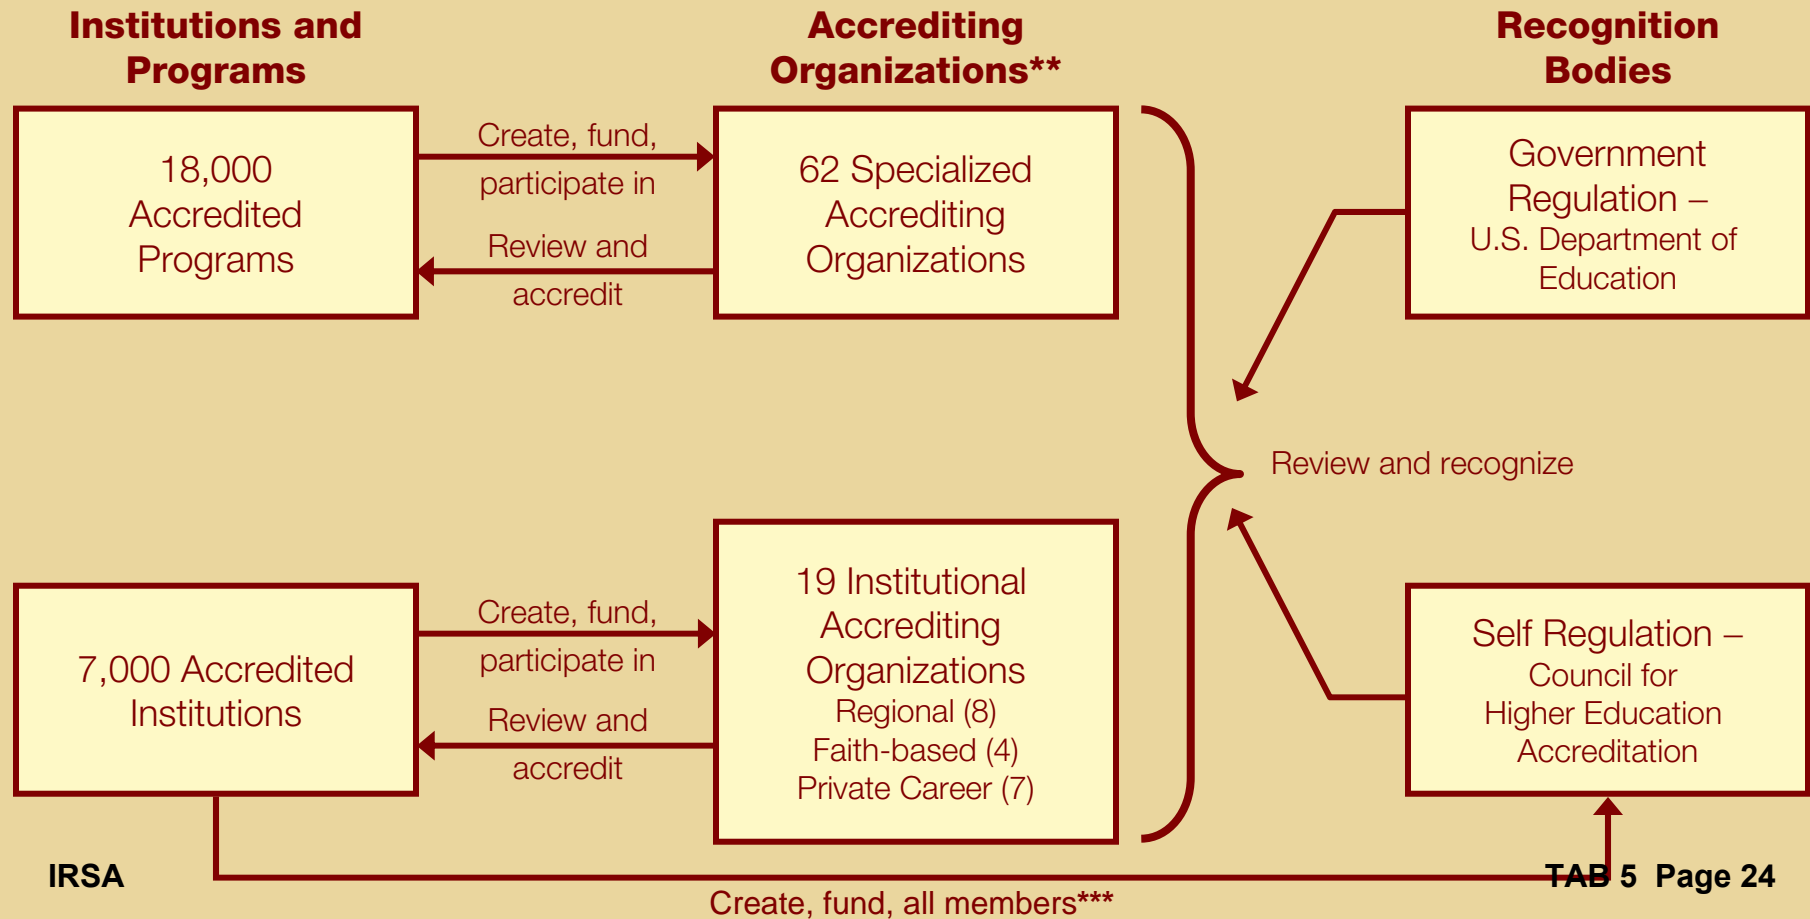 Institutions and
Programs
Accrediting
Organizations**
Recognition
Bodies
18,000
Accredited
Programs
Create, fund,
participate in
Review and
accredit
62 Specialized
Accrediting
Organizations
Government
Regulation –
U.S. Department of
Education
Review and recognize
7,000 Accredited
Institutions
Create, fund,
participate in
Review and
accredit
19 Institutional
Accrediting
Organizations
Regional (8)
Faith-based (4)
Private Career (7)
Self Regulation –
Council for
Higher Education
Accreditation
IRSA
TAB 5 Page 24
Create, fund, all members***